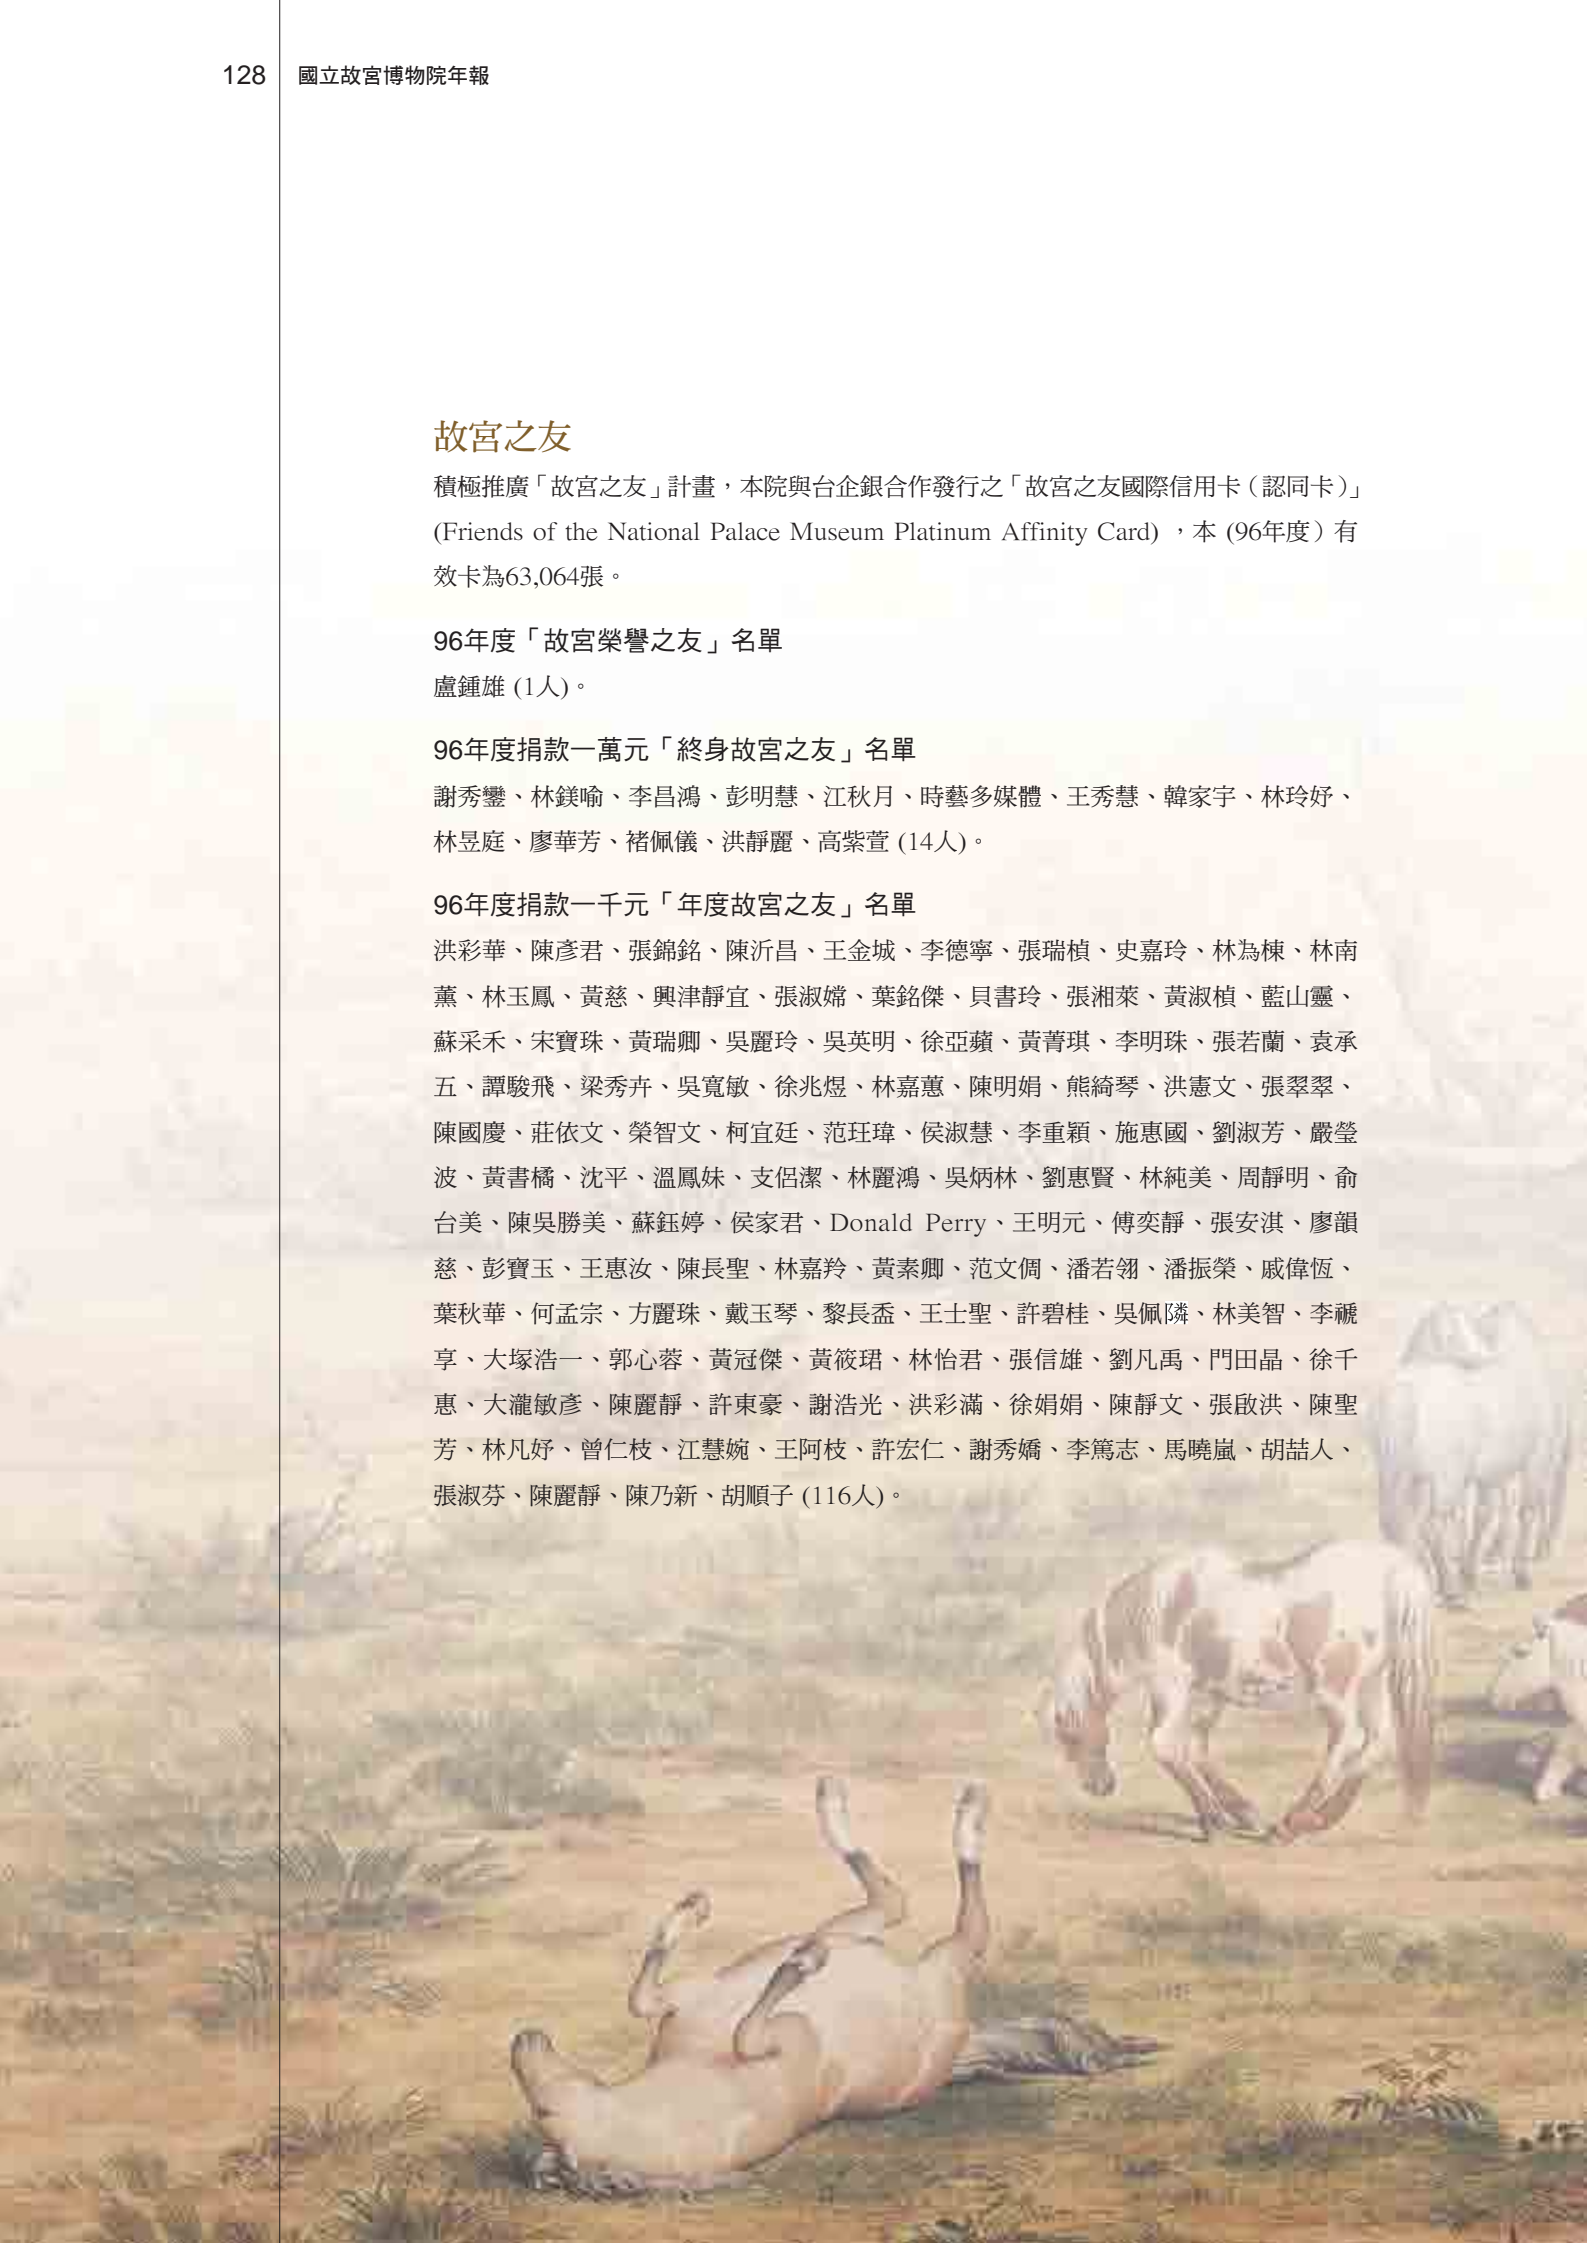 128 國立故宮博物院年報
故宮之友
積極推廣「故宮之友」計畫，本院與台企銀合作發行之「故宮之友國際信用卡（認同卡）」
(Friends of the National Palace Museum Platinum Affinity Card) ，本 (96年度）有
效卡為63,064張。
96年度「故宮榮譽之友」名單
盧鍾雄 (1人)。
96年度捐款一萬元「終身故宮之友」名單
謝秀鑾、林鎂喻、李昌鴻、彭明慧、江秋月、時藝多媒體、王秀慧、韓家宇、林玲妤、
林昱庭、廖華芳、褚佩儀、洪靜麗、高紫萱 (14人)。
96年度捐款一千元「年度故宮之友」名單
洪彩華、陳彥君、張錦銘、陳沂昌、王金城、李德寧、張瑞楨、史嘉玲、林為棟、林南
薰、林玉鳳、黃慈、興津靜宜、張淑嫦、葉銘傑、貝書玲、張湘萊、黃淑楨、藍山靈、
蘇采禾、宋寶珠、黃瑞卿、吳麗玲、吳英明、徐亞蘋、黃菁琪、李明珠、張若蘭、袁承
五、譚駿飛、梁秀卉、吳寬敏、徐兆煜、林嘉蕙、陳明娟、熊綺琴、洪憲文、張翠翠、
陳國慶、莊依文、榮智文、柯宜廷、范玨瑋、侯淑慧、李重穎、施惠國、劉淑芳、嚴瑩
波、黃書橘、沈平、溫鳳妹、支侶潔、林麗鴻、吳炳林、劉惠賢、林純美、周靜明、俞
台美、陳吳勝美、蘇鈺婷、侯家君、Donald Perry、王明元、傅奕靜、張安淇、廖韻
慈、彭寶玉、王惠汝、陳長聖、林嘉羚、黃素卿、范文倜、潘若翎、潘振榮、戚偉恆、
葉秋華、何孟宗、方麗珠、戴玉琴、黎長盉、王士聖、許碧桂、吳佩隣、林美智、李禠
享、大塚浩一、郭心蓉、黃冠傑、黃筱珺、林怡君、張信雄、劉凡禹、門田晶、徐千
惠、大瀧敏彥、陳麗靜、許東豪、謝浩光、洪彩滿、徐娟娟、陳靜文、張啟洪、陳聖
芳、林凡妤、曾仁枝、江慧婉、王阿枝、許宏仁、謝秀嬌、李篤志、馬曉嵐、胡喆人、
張淑芬、陳麗靜、陳乃新、胡順子 (116人)。